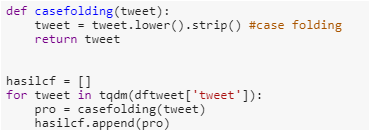 def casefolding(tweet):
    tweet = tweet.lower().strip() #case folding
    return tweet
hasilcf = []
for tweet in tqdm(dftweet['tweet']):
    pro = casefolding(tweet)
    hasilcf.append(pro)